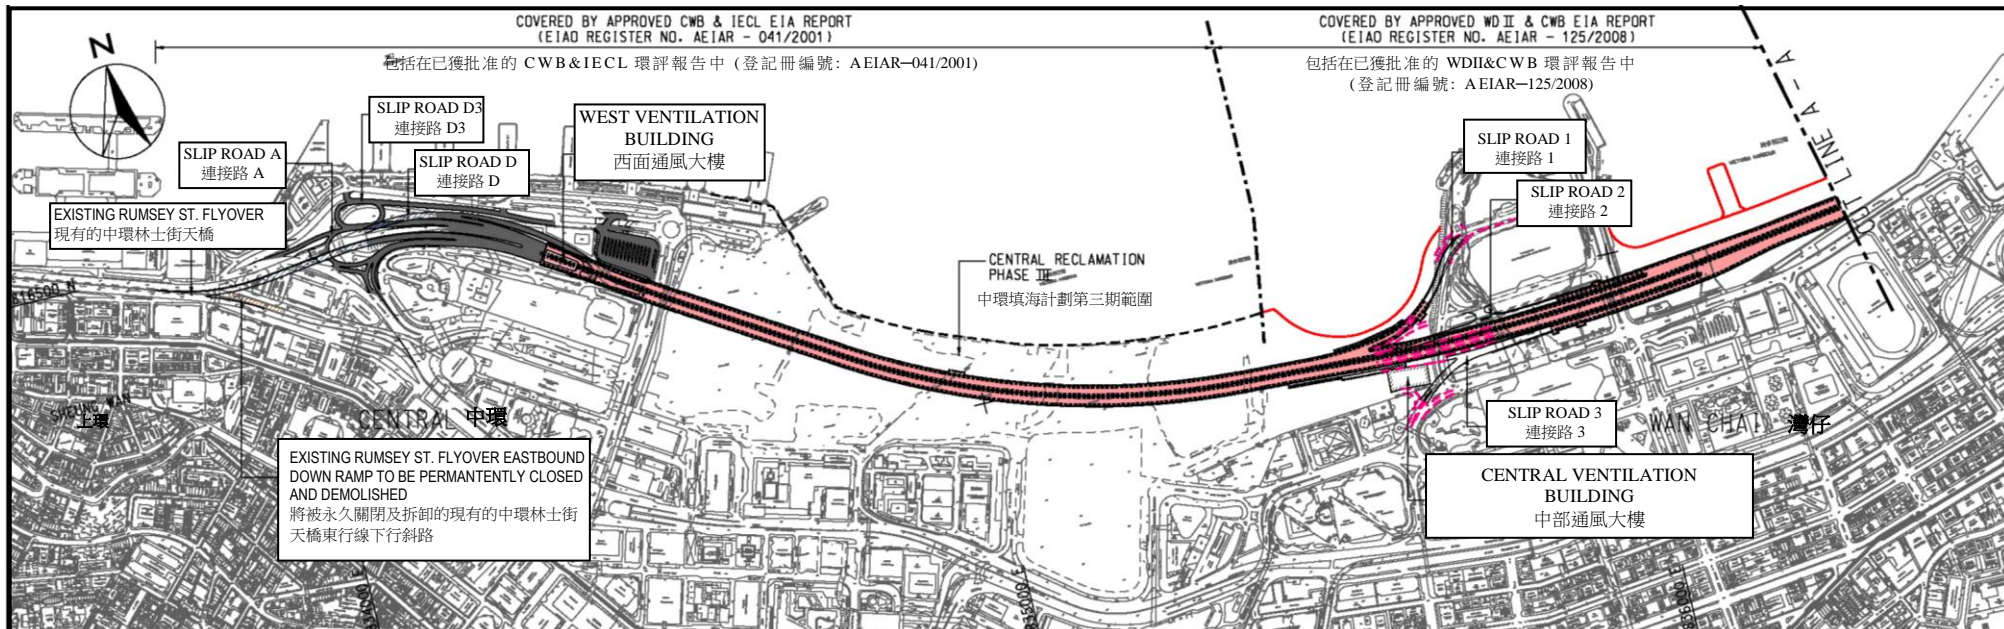 COVERED BY APPROVED CWB & IECL EIA REPORT
(EIAO REGISTER NO. AEIAR - 041/2001)
包括在已獲批准的 CWB&IECL 環評報告中 (登記冊編號: AEIAR—041/2001)
COVERED BY APPROVED WDII & CWB EIA REPORT
(EIAO REGISTER NO. AEIAR - 125/2008)
包括在已獲批准的 WDII&CWB 環評報告中
(登記冊編號: AEIAR—125/2008)
N
SLIP ROAD D3
連接路 D3
WEST VENTILATION
BUILDING
西面通風大樓
SLIP ROAD A
連接路 A
SLIP ROAD D
連接路 D
EXISTING RUMSEY ST. FLYOVER
現有的中環林士街天橋
SLIP ROAD 1
連接路 1
SLIP ROAD 2
連接路 2
CUT LINE A - A
CENTRAL RECLAMATION
PHASE III
中環填海計劃第三期範圍
816500 N
SHEUNG WAN
上環
CENTRAL 中環
SLIP ROAD 3
連接路 3
WAN CHAI 灣仔
EXISTING RUMSEY ST. FLYOVER EASTBOUND
DOWN RAMP TO BE PERMANTENTLY CLOSED
AND DEMOLISHED
將被永久關閉及拆卸的現有的中環林士街
天橋東行線下行斜路
CENTRAL VENTILATION
BUILDING
中部通風大樓